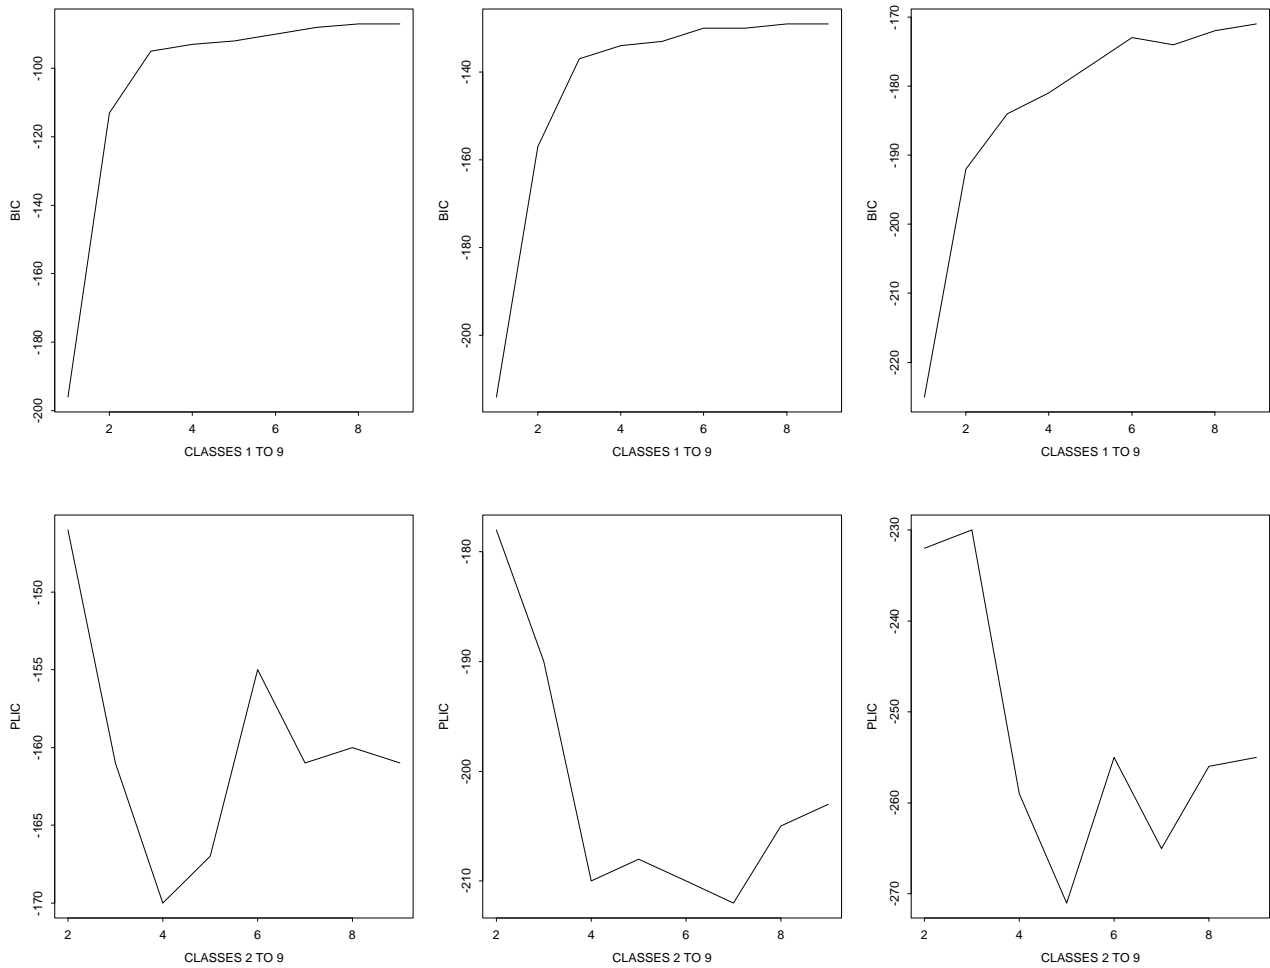 BIC
-100
-120
-140
-160
-180
-200
2 4 6 8
CLASSES 1 TO 9
BIC
-140
-160
-180
-200
2 4 6 8
CLASSES 1 TO 9
BIC
-170
-180
-190
-200
-210
-220
2 4 6 8
CLASSES 1 TO 9
PLIC
-150
-155
-160
-165
-170
2 4 6 8
CLASSES 2 TO 9
PLIC
-180
-190
-200
-210
2 4 6 8
CLASSES 2 TO 9
PLIC
-230
-240
-250
-260
-270
2 4 6 8
CLASSES 2 TO 9